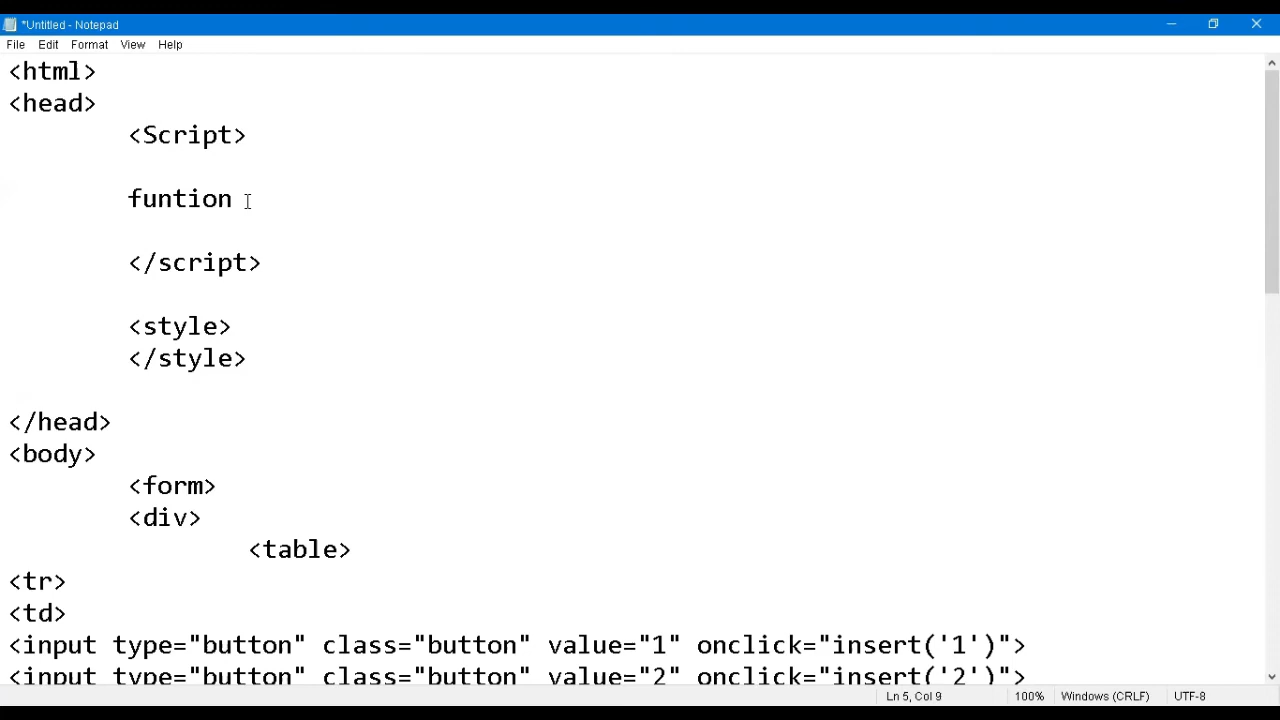 *Untitled - Notepad
File Edit Format View Help
<html>
<head>
<Script>
funtion
</script>
<style>
</style>
</head>
<body>
<form>
<div>
<table>
<tr>
<td>
<input type="button" class="button" value="1" onclick="insert('1')">
<input type="button" class="button" value="2" onclick="insert('2')">
Ln 5, Col 9 100% Windows (CRLF) UTF-8